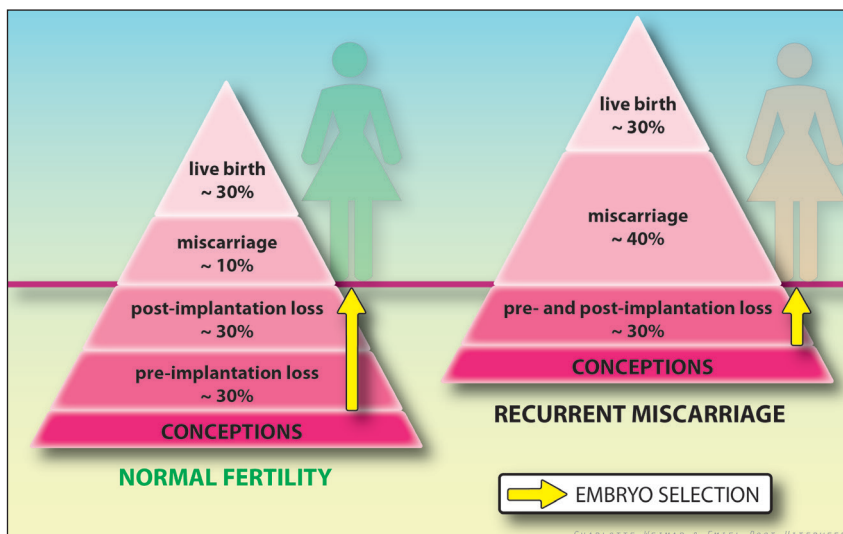 live birth
~ 30%
miscarriage
~ 10%
post-implantation loss
~ 30%
pre-implantation loss
~ 30%
CONCEPTIONS
NORMAL FERTILITY
live birth
~ 30%
miscarriage
~ 40%
pre- and post-implantation loss
~ 30%
CONCEPTIONS
RECURRENT MISCARRIAGE
EMBRYO SELECTION